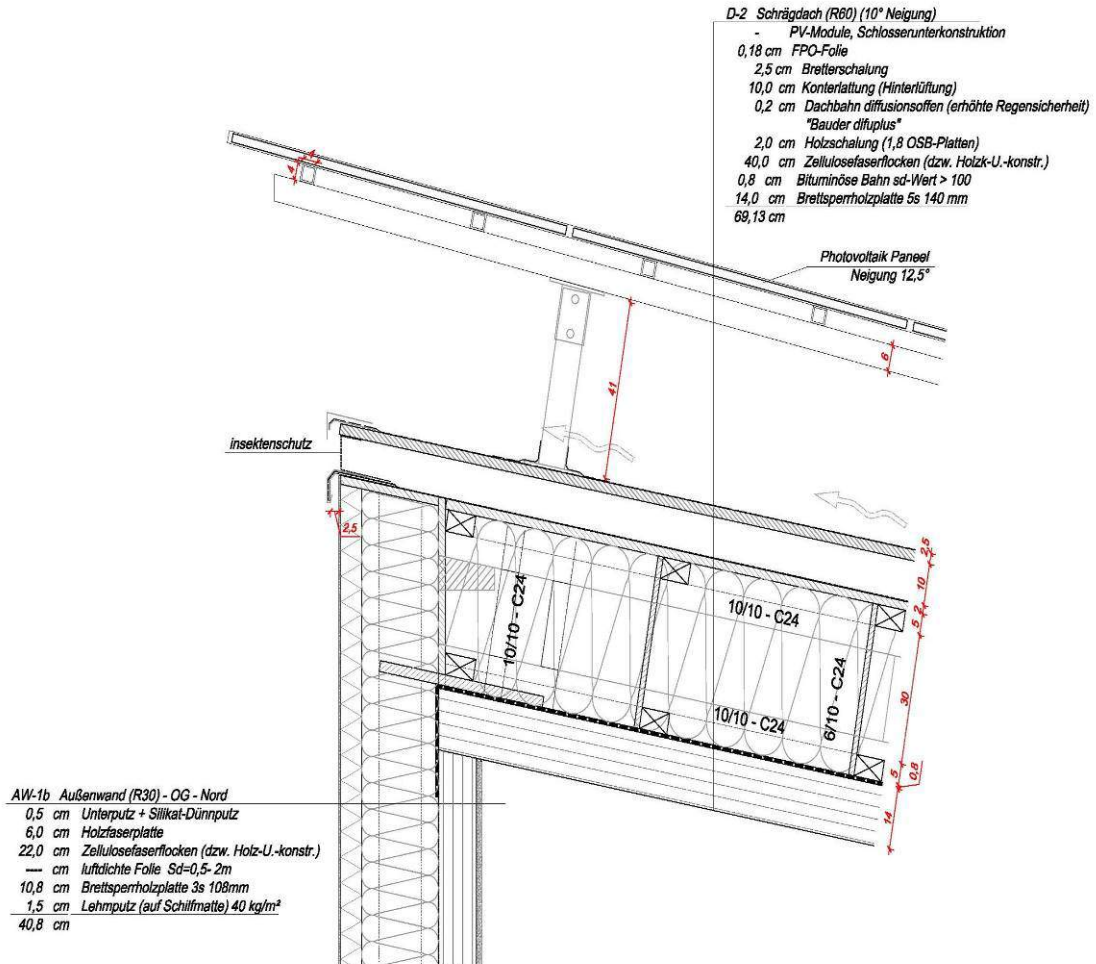 D-2 Schrägdach (R60) (10° Neigung)
- PV-Module, Schlosserunterkonstruktion
0,18 cm FPO-Folie
2,5 cm Bretterschalung
10,0 cm Konterlattung (Hinterlüftung)
0,2 cm Dachbahn diffusionsoffen (erhöhte Regensicherheit)
"Bauder difuplus"
2,0 cm Holzschalung (1,8 OSB-Platten)
40,0 cm Zellulosefaserflocken (dzw. Holzk-U.-konstr.)
0,8 cm Bituminöse Bahn sd-Wert > 100
14,0 cm Brettsperrholzplatte 5s 140 mm
69,13 cm
Photovoltaik Paneel
Neigung 12,5°
4
4
6
41
insektenschutz
2,5
2,5
10
2
5
30
5
0,8
14
10/10 - C24
10/10 - C24
10/10 - C24
6/10 - C24
AW-1b Außenwand (R30) - OG - Nord
0,5 cm Unterputz + Silikat-Dünnputz
6,0 cm Holzfaserplatte
22,0 cm Zellulosefaserflocken (dzw. Holz-U.-konstr.)
---- cm luftdichte Folie Sd=0,5- 2m
10,8 cm Brettsperrholzplatte 3s 108mm
1,5 cm Lehmputz (auf Schilfmatte) 40 kg/m²
40,8 cm